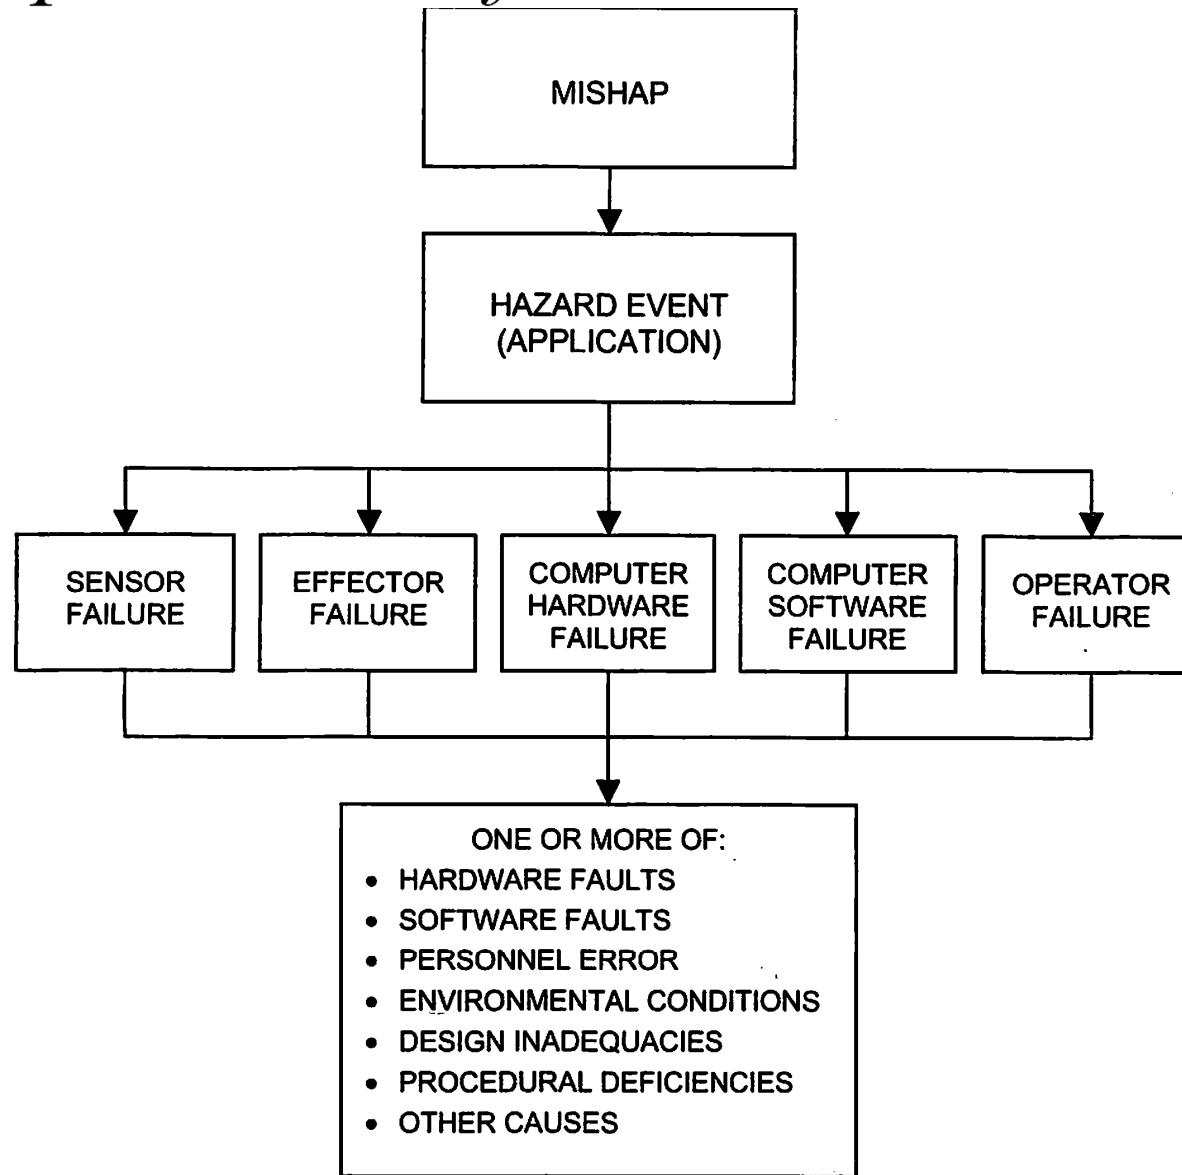 MISHAP
HAZARD EVENT
(APPLICATION)
SENSOR
FAILURE
EFFECTOR
FAILURE
COMPUTER
HARDWARE
FAILURE
COMPUTER
SOFTWARE
FAILURE
OPERATOR
FAILURE
ONE OR MORE OF:
• HARDWARE FAULTS
• SOFTWARE FAULTS
• PERSONNEL ERROR
• ENVIRONMENTAL CONDITIONS
• DESIGN INADEQUACIES
• PROCEDURAL DEFICIENCIES
• OTHER CAUSES